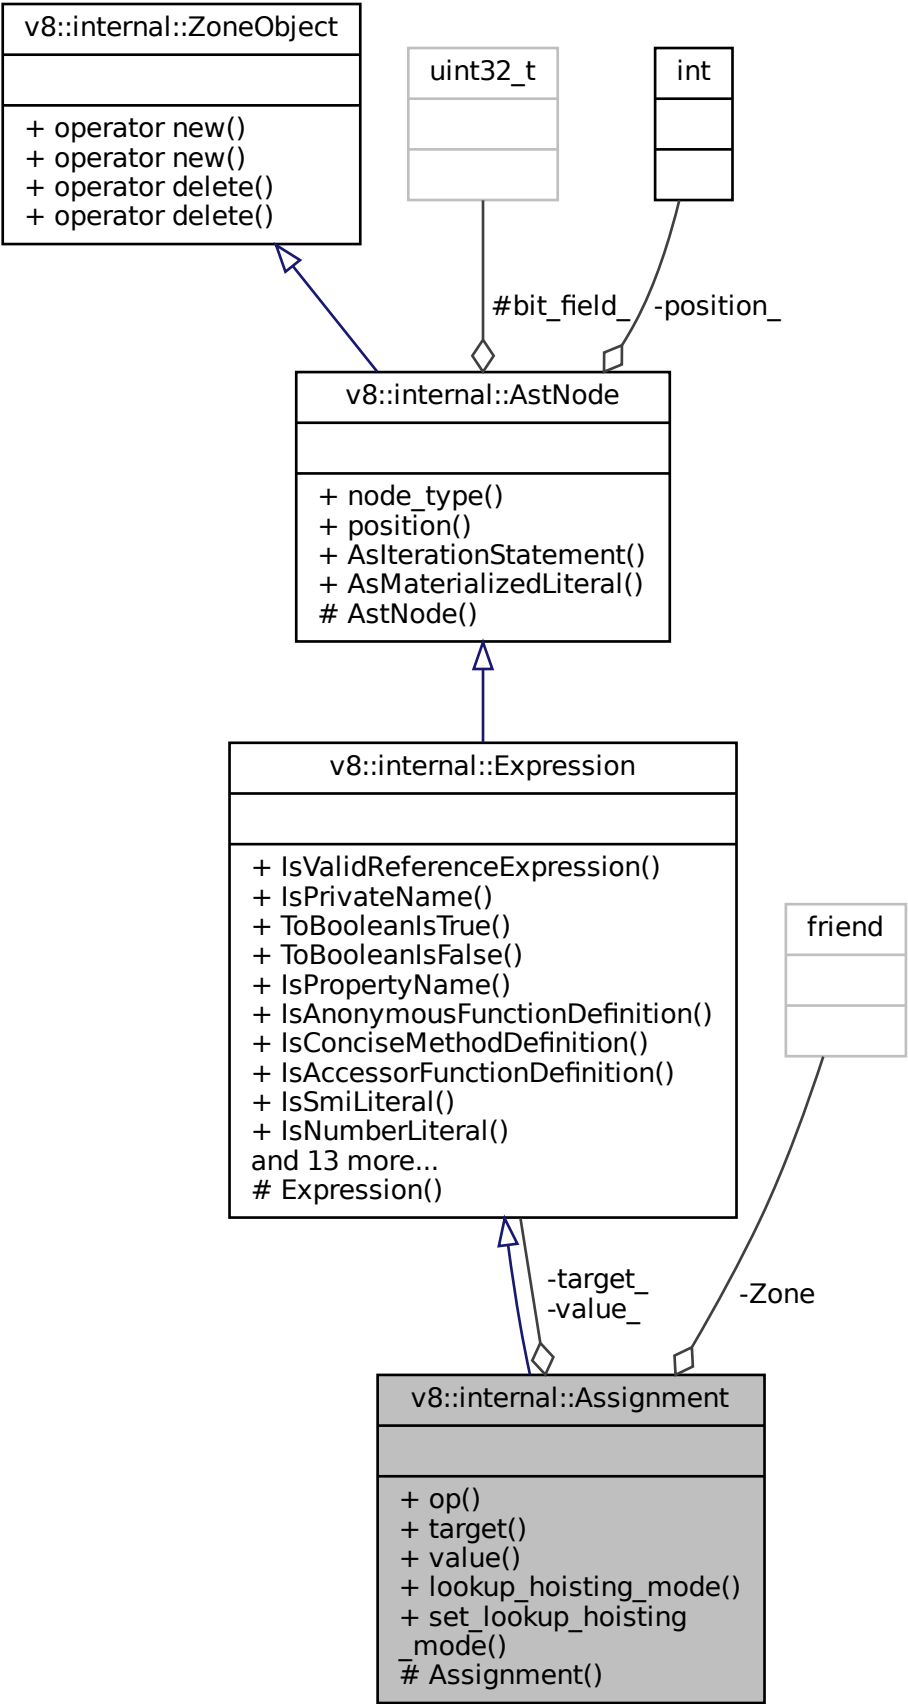 v8::internal::ZoneObject
+ operator new()
+ operator new()
+ operator delete()
+ operator delete()
uint32_t
int
#bit_field_
-position_
v8::internal::AstNode
+ node_type()
+ position()
+ AsIterationStatement()
+ AsMaterializedLiteral()
# AstNode()
v8::internal::Expression
+ IsValidReferenceExpression()
+ IsPrivateName()
+ ToBooleanIsTrue()
+ ToBooleanIsFalse()
+ IsPropertyName()
+ IsAnonymousFunctionDefinition()
+ IsConciseMethodDefinition()
+ IsAccessorFunctionDefinition()
+ IsSmiLiteral()
+ IsNumberLiteral()
and 13 more...
# Expression()
friend
-target_
-value_
-Zone
v8::internal::Assignment
+ op()
+ target()
+ value()
+ lookup_hoisting_mode()
+ set_lookup_hoisting
_mode()
# Assignment()